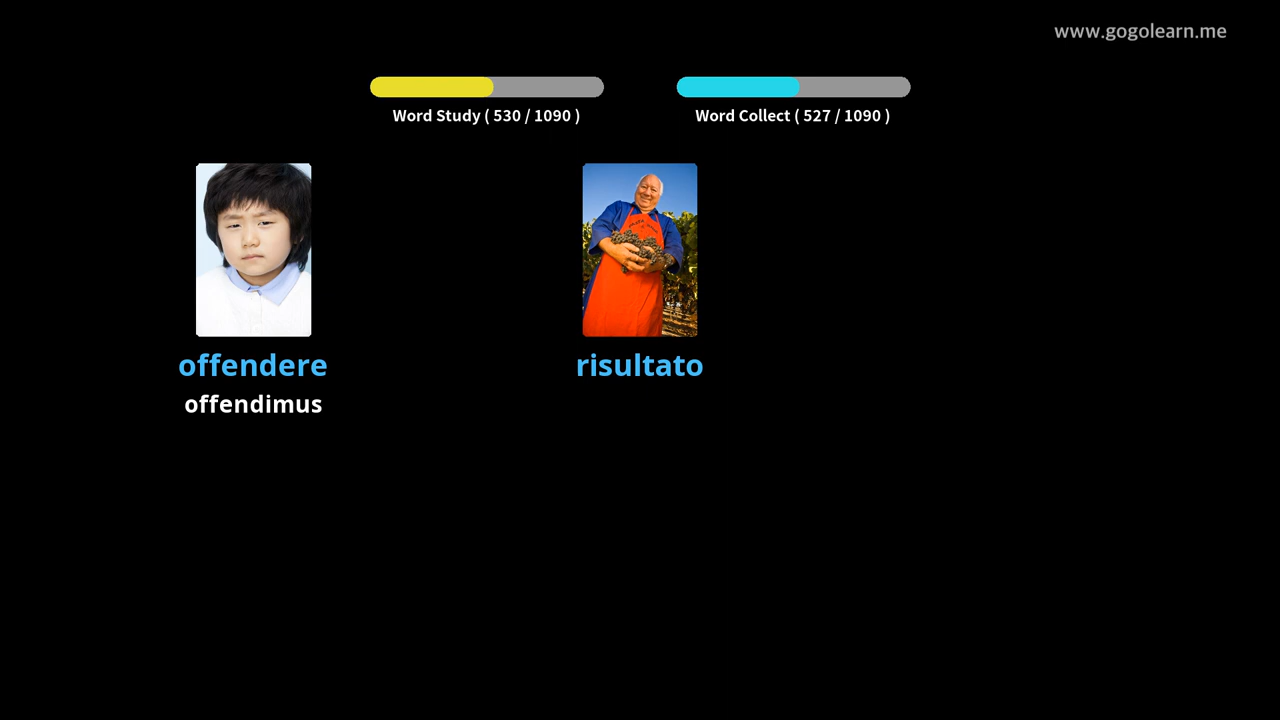 www.gogolearn.me
Word Study ( 530 / 1090 )
Word Collect ( 527 / 1090 )
offendere
offendimus
risultato